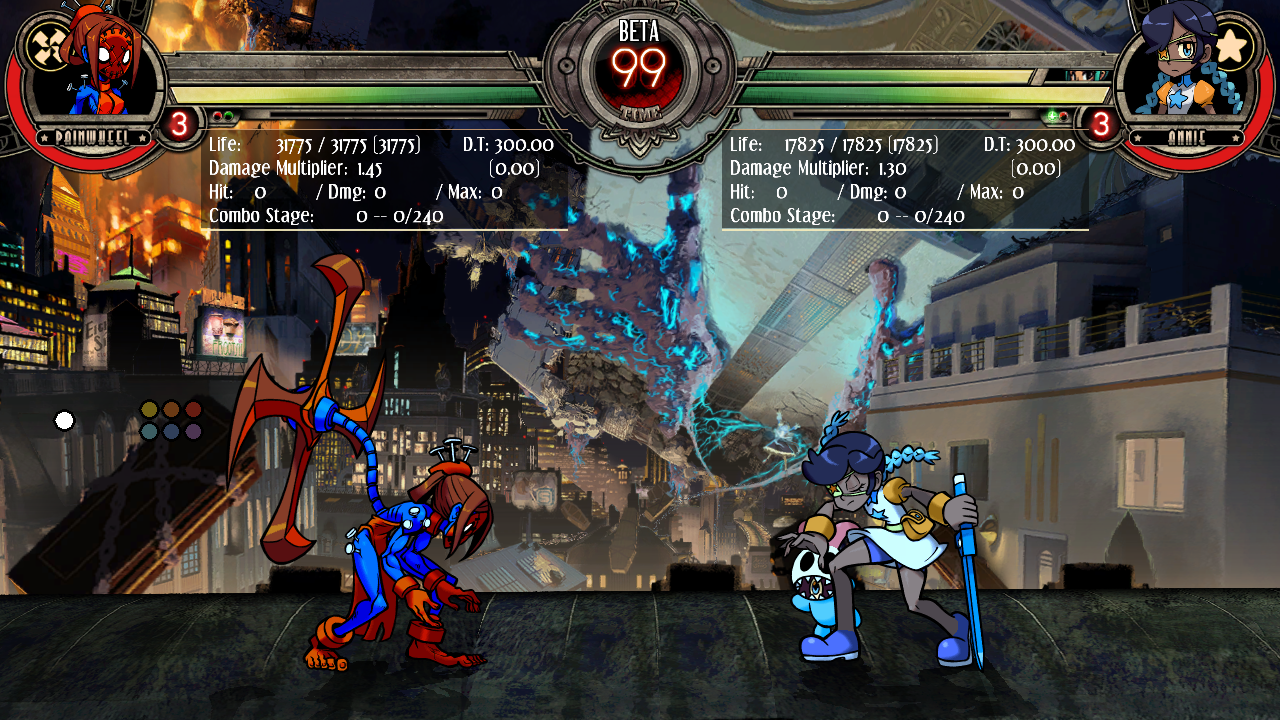 BETA
99
TIME
PAINWHEEL
3
3
ANNIE
Life: 31775 / 31775 (31775) D.T: 300.00
Damage Multiplier: 1.45 (0.00)
Hit: 0 / Dmg: 0 / Max: 0
Combo Stage: 0 -- 0/240
Life: 17825 / 17825 (17825) D.T: 300.00
Damage Multiplier: 1.30 (0.00)
Hit: 0 / Dmg: 0 / Max: 0
Combo Stage: 0 -- 0/240